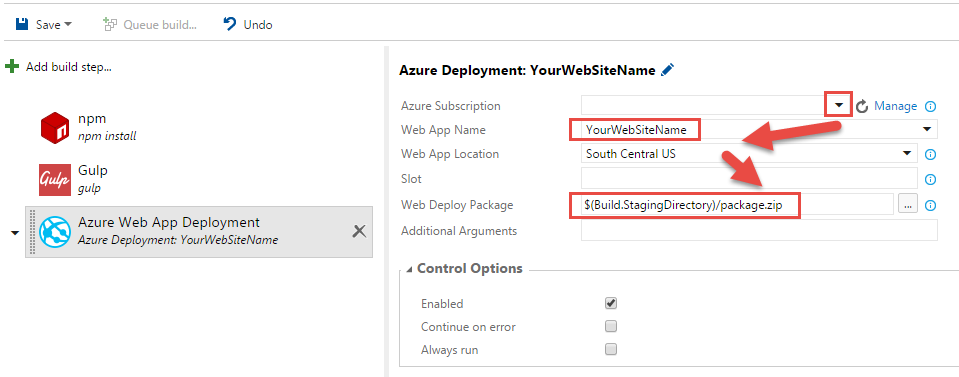 Save Queue build... Undo
Add build step...
npm
npm install
Gulp
gulp
Azure Web App Deployment
Azure Deployment: YourWebSiteName
Azure Deployment: YourWebSiteName
Azure Subscription Manage
Web App Name YourWebSiteName
Web App Location South Central US
Slot
Web Deploy Package $(Build.StagingDirectory)/package.zip ...
Additional Arguments
Control Options
Enabled
Continue on error
Always run